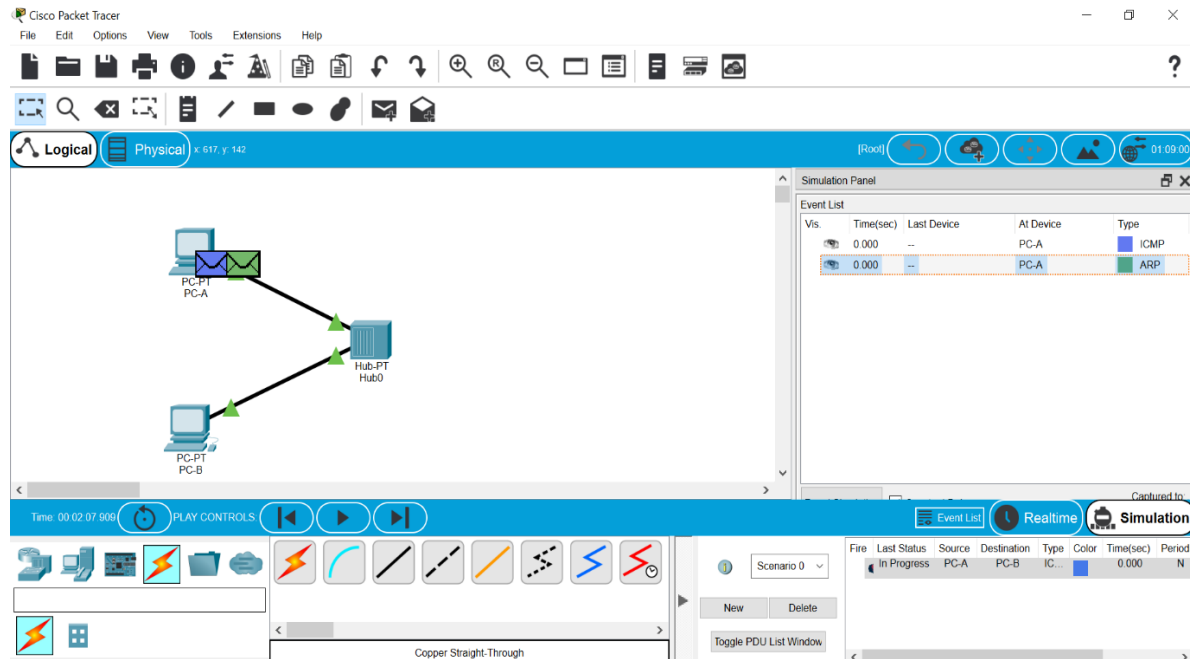 Cisco Packet Tracer
File Edit Options View Tools Extensions Help
R
?
Logical Physical x: 617, y: 142 [Root] 01:09:00
Simulation Panel
Event List
Vis. Time(sec) Last Device At Device Type
0.000 -- PC-A ICMP
0.000 -- PC-A ARP
PC-PT
PC-A
Hub-PT
Hub0
PC-PT
PC-B
Captured to:
Time: 00:02:07.909 PLAY CONTROLS: Event List Realtime Simulation
Fire Last Status Source Destination Type Color Time(sec) Period
In Progress PC-A PC-B IC... 0.000 N
Scenario 0
New Delete
Toggle PDU List Window
Copper Straight-Through